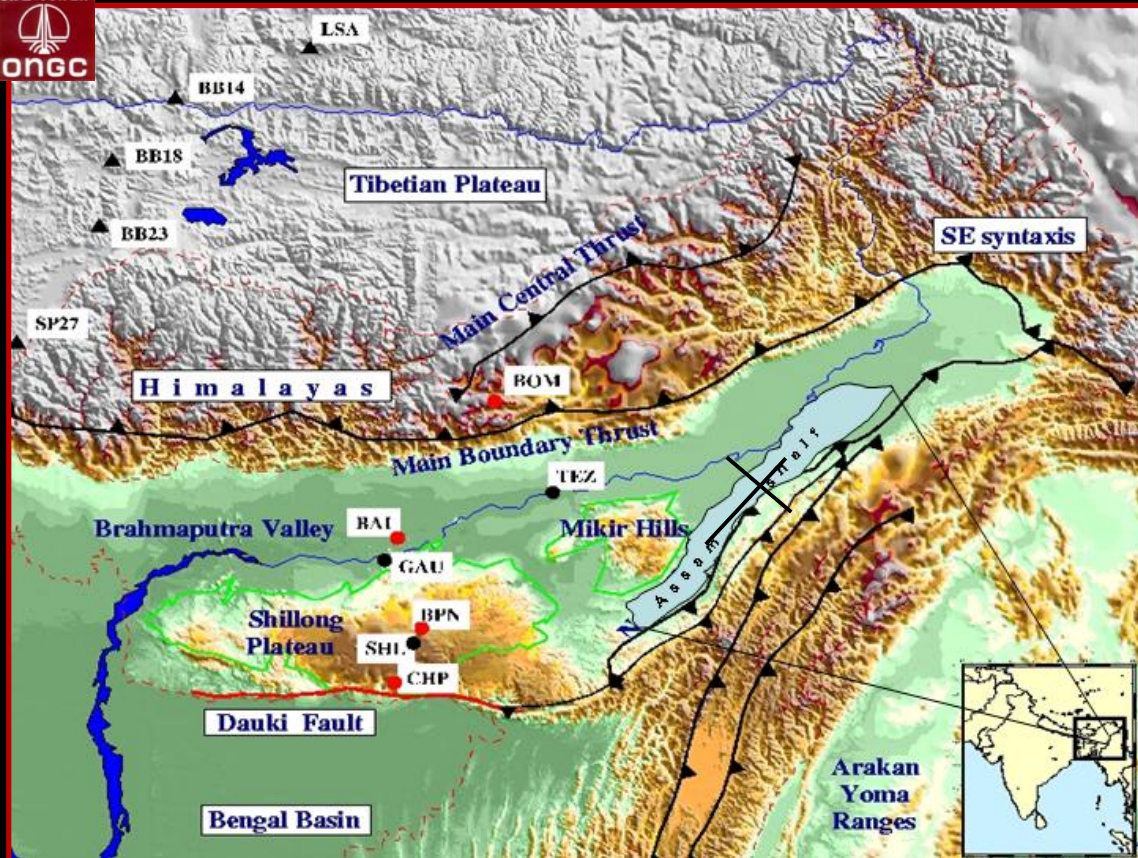 ONGC
LSA
BB14
BB18
Tibetian Plateau
BB23
SE syntaxis
Main Central Thrust
SP27
Himalayas
BOM
Main Boundary Thrust
TEZ
Assam Shelf
Brahmaputra Valley
BAI
Mikir Hills
GAU
Shillong
Plateau
BPN
SHL
CHP
N
Dauki Fault
Arakan
Yoma
Ranges
Bengal Basin